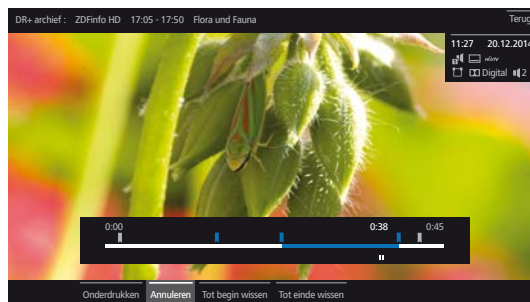 DR+ archief : ZDFinfo HD 17:05 - 17:50 Flora und Fauna Terug
11:27 20.12.2014
Digital 2
0:00 0:38 0:45
Onderdrukken Annuleren Tot begin wissen Tot einde wissen